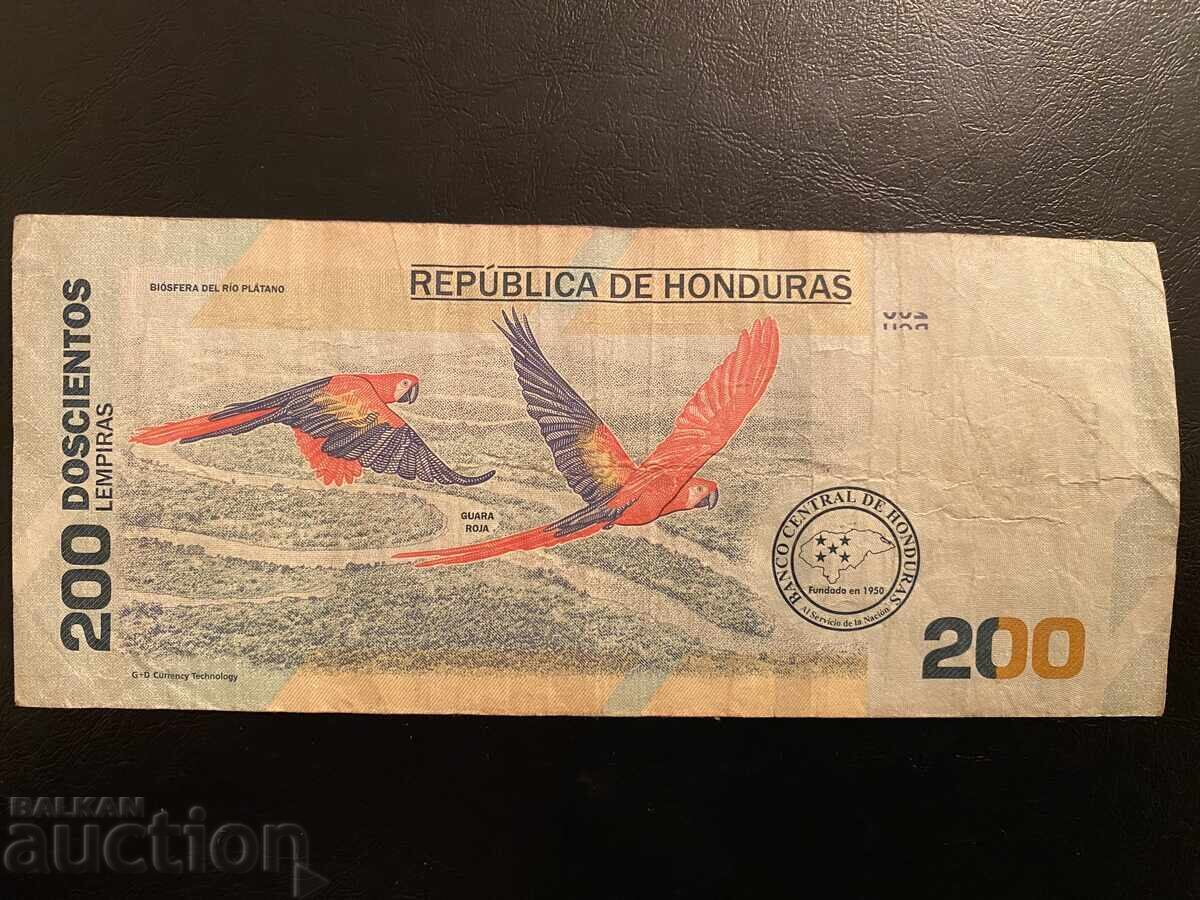 REPÚBLICA DE HONDURAS
BIÓSFERA DEL RÍO PLÁTANO
200 DOSCIENTOS
LEMPIRAS
GUARA
ROJA
BANCO CENTRAL DE HONDURAS
Fundado en 1950
Al Servicio de la Nación
200
G+D Currency Technology
BALKAN
auction